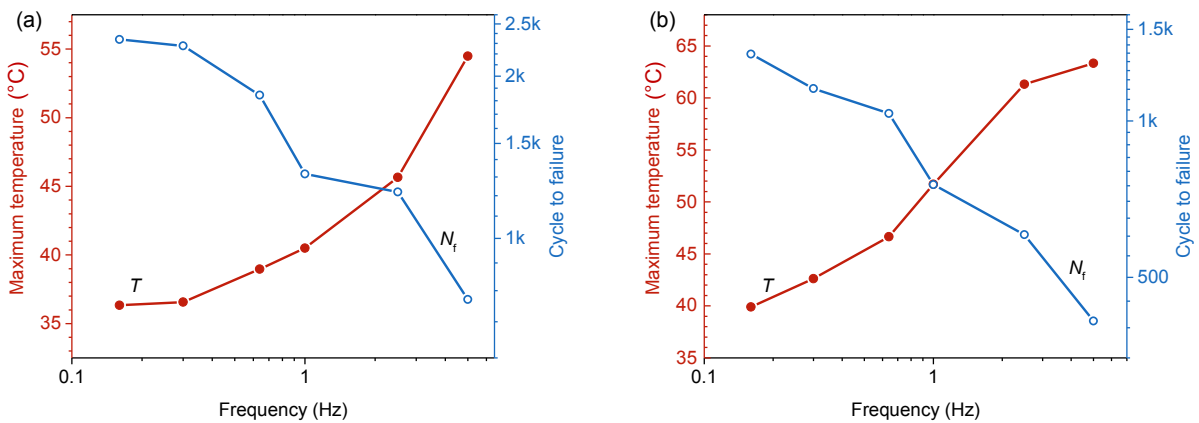 (a)
Maximum temperature (°C)
55
50
45
40
35
2.5k
2k
1.5k
1k
Cycle to failure
T
N_f
0.1
1
Frequency (Hz)
(b)
Maximum temperature (°C)
65
60
55
50
45
40
35
1.5k
1k
500
Cycle to failure
T
N_f
0.1
1
Frequency (Hz)